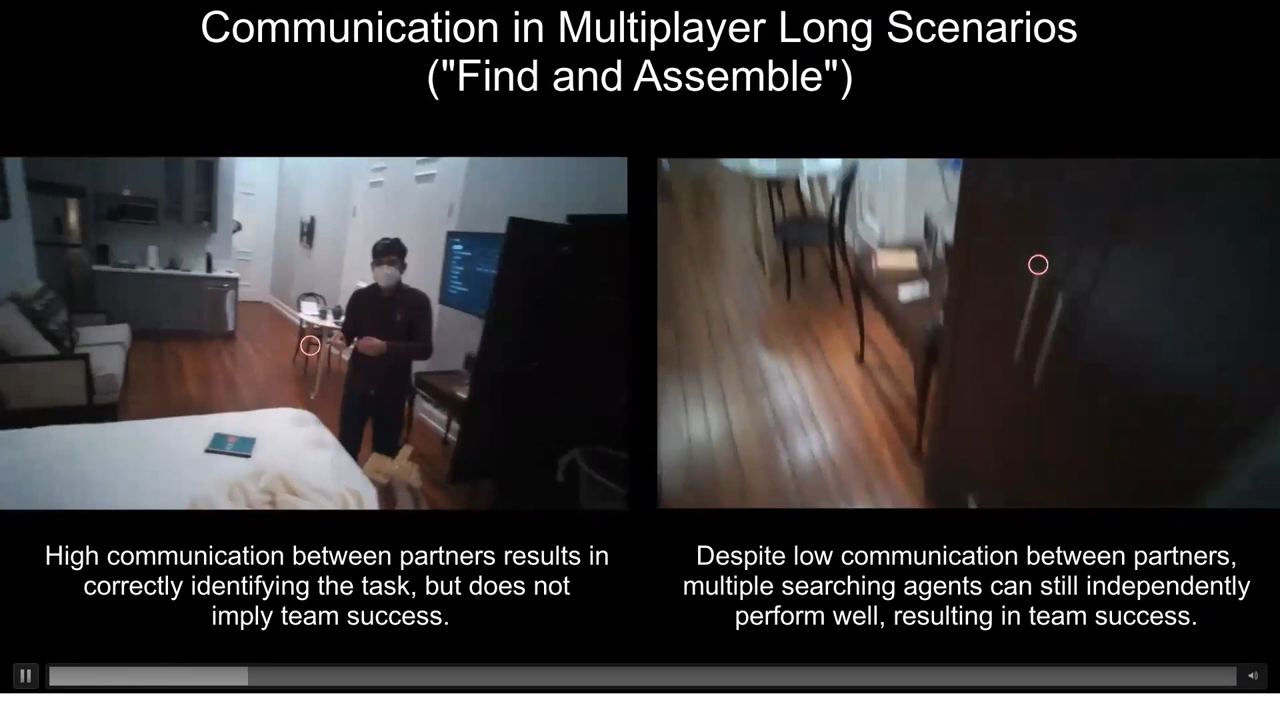 Communication in Multiplayer Long Scenarios
("Find and Assemble")
High communication between partners results in
correctly identifying the task, but does not
imply team success.
Despite low communication between partners,
multiple searching agents can still independently
perform well, resulting in team success.